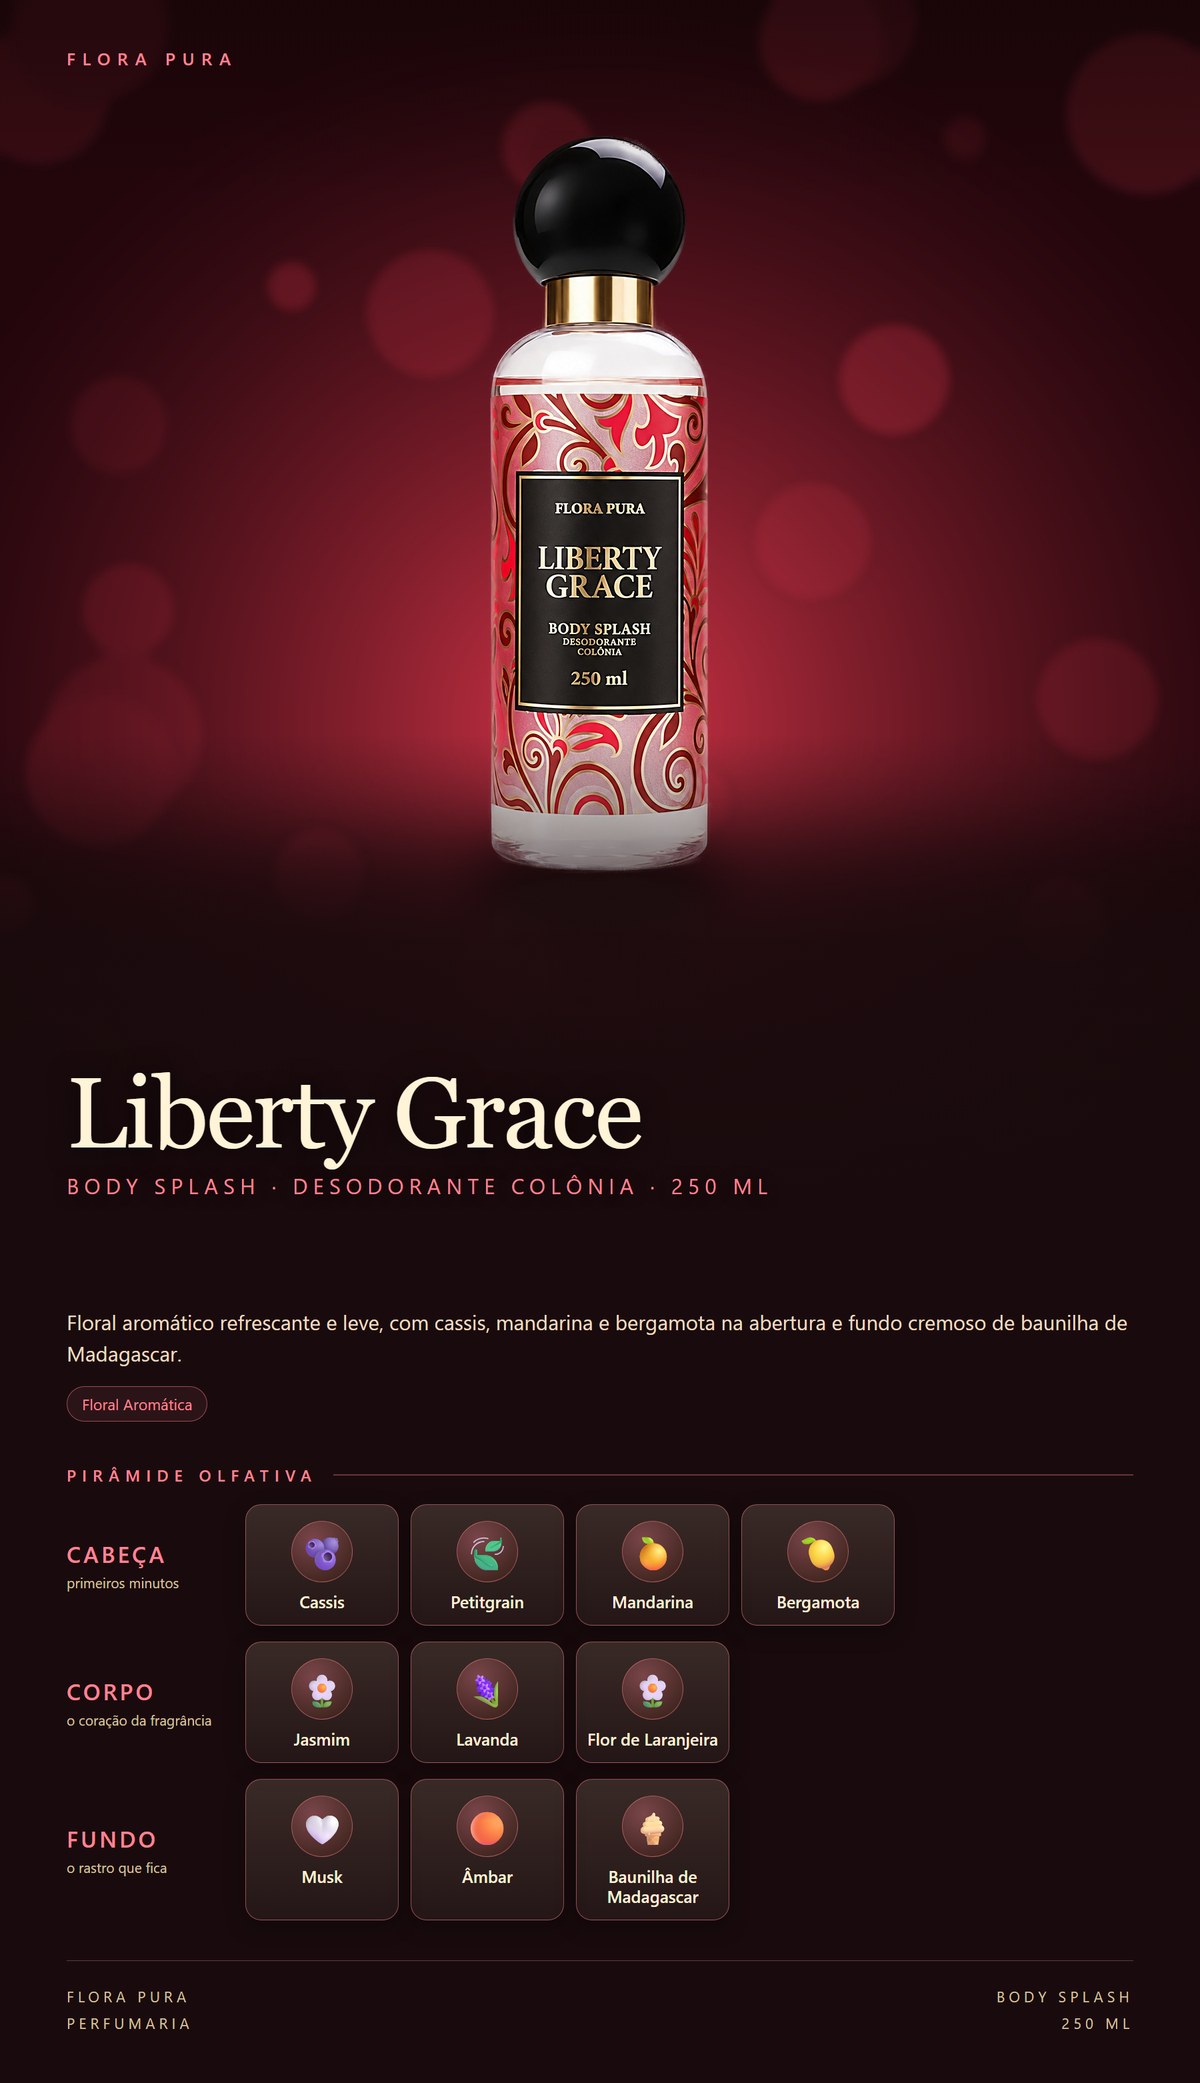 FLORA PURA
FLORA PURA
LIBERTY
GRACE
BODY SPLASH
DESODORANTE
COLÔNIA
250 ml
Liberty Grace
BODY SPLASH · DESODORANTE COLÔNIA · 250 ML
Floral aromático refrescante e leve, com cassis, mandarina e bergamota na abertura e fundo cremoso de baunilha de
Madagascar.
Floral Aromática
PIRÂMIDE OLFATIVA
CABEÇA
primeiros minutos
Cassis
Petitgrain
Mandarina
Bergamota
CORPO
o coração da fragrância
Jasmim
Lavanda
Flor de Laranjeira
FUNDO
o rastro que fica
Musk
Âmbar
Baunilha de
Madagascar
FLORA PURA
PERFUMARIA
BODY SPLASH
250 ML